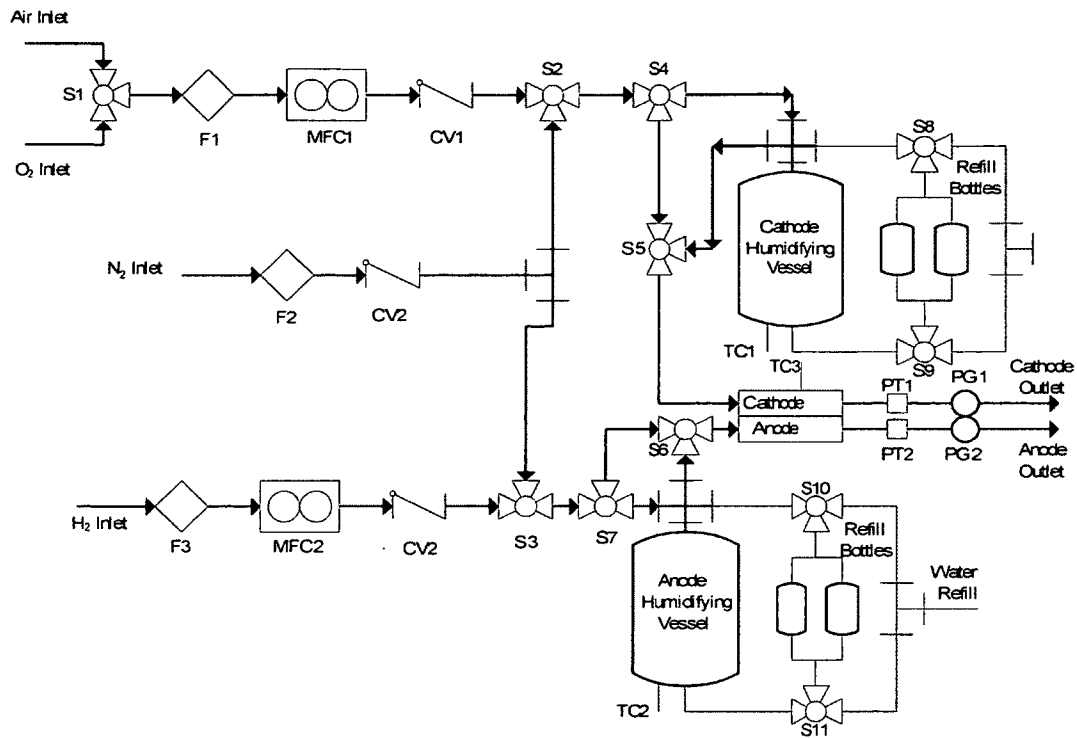 Air Inlet
S1
O₂ Inlet
F1
MFC1
CV1
S2
S4
S8
Refill
Bottles
Cathode
Humidifying
Vessel
S5
N₂ Inlet
F2
CV2
TC1
TC3
S9
Cathode
Outlet
PT1
PG1
Cathode
Anode
S6
PT2
PG2
Anode
Outlet
H₂ Inlet
F3
MFC2
CV2
S3
S7
S10
Refill
Bottles
Anode
Humidifying
Vessel
Water
Refill
TC2
S11